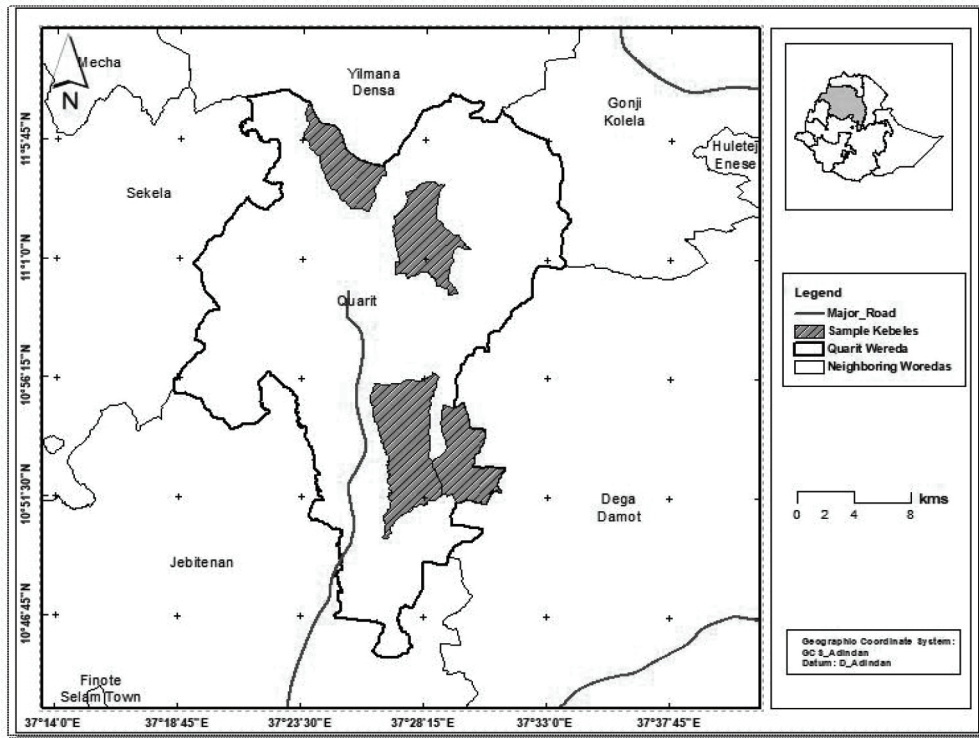 Mecha
N
Yilmana
Densa
Gonji
Kolela
Huletej
Enese
Sekela
Quarit
Dega
Damot
Jebitenan
Finote
Selam Town
11°5'45"N
11°1'0"N
10°56'15"N
10°51'30"N
10°46'45"N
37°14'0"E
37°18'45"E
37°23'30"E
37°28'15"E
37°33'0"E
37°37'45"E
Legend
Major_Road
Sample Kebeles
Quarit Wereda
Neighboring Woredas
kms
0 2 4 8
Geographic Coordinate System:
GCS_Adindan
Datum: D_Adindan